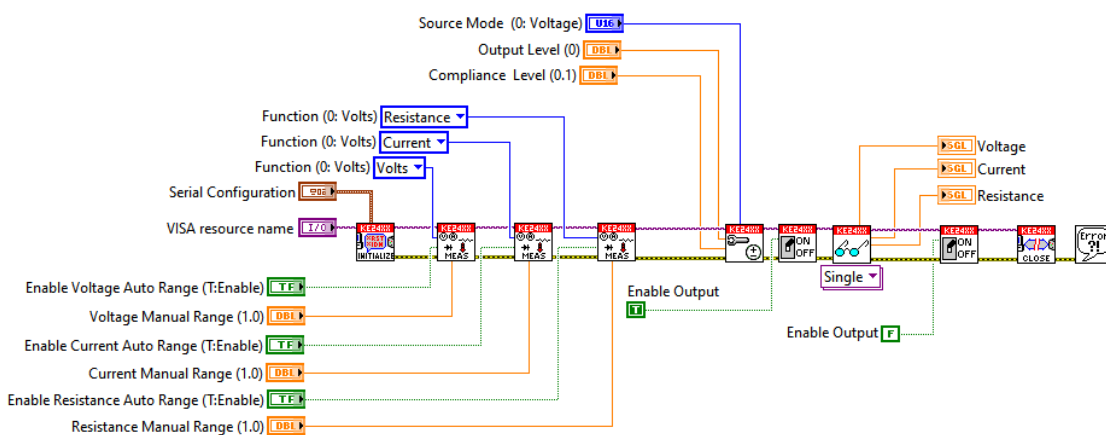 Source Mode  (0: Voltage) U16
Output Level (0) DBL
Compliance  Level (0.1) DBL
Function (0: Volts) Resistance
Function (0: Volts) Current
Function (0: Volts) Volts
Serial Configuration
VISA resource name I/O
KE24XX
INITIALIZE
KE24XX
MEAS
KE24XX
MEAS
KE24XX
MEAS
KE24XX
KE24XX
ON
OFF
KE24XX
Single
SGL Voltage
SGL Current
SGL Resistance
KE24XX
ON
OFF
KE24XX
CLOSE
Error
?!
Enable Voltage Auto Range (T:Enable) TF
Voltage Manual Range (1.0) DBL
Enable Current Auto Range (T:Enable) TF
Current Manual Range (1.0) DBL
Enable Resistance Auto Range (T:Enable) TF
Resistance Manual Range (1.0) DBL
Enable Output
T
Enable Output F